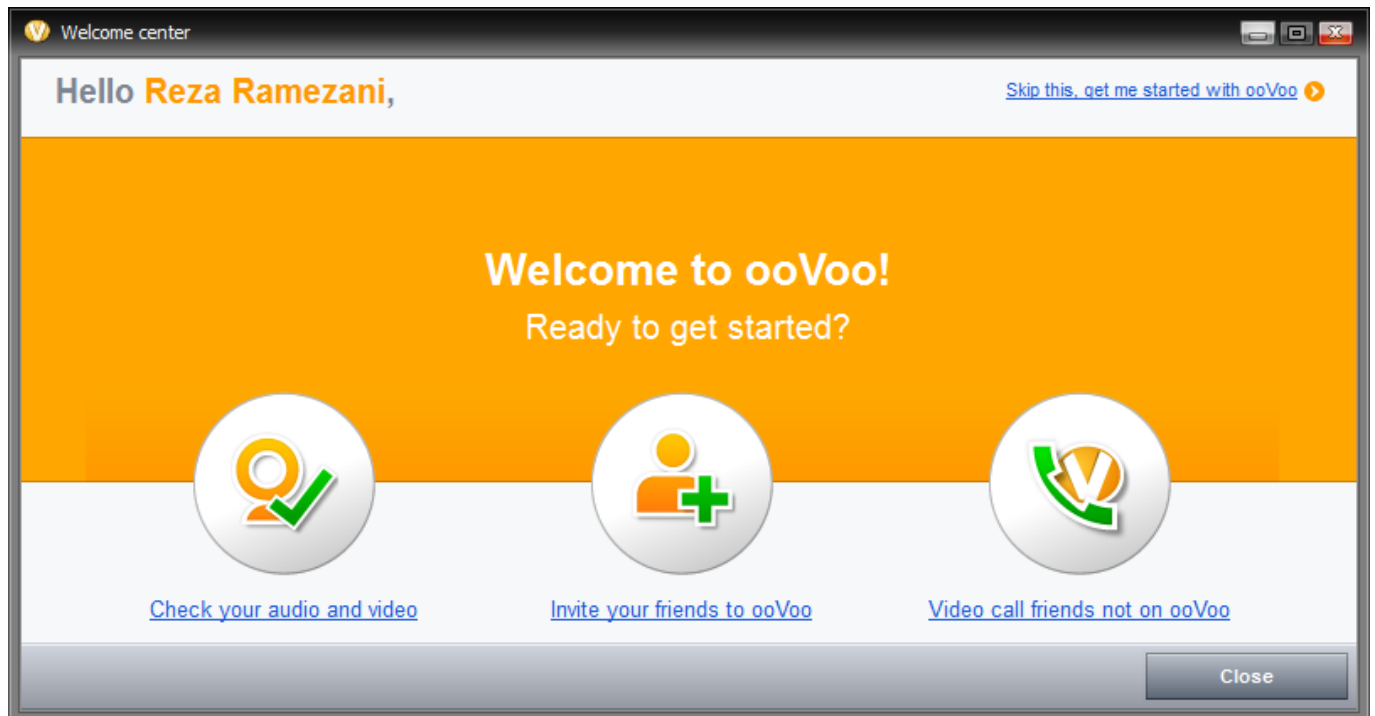 Welcome center
Hello Reza Ramezani,
Skip this, get me started with ooVoo
Welcome to ooVoo!
Ready to get started?
Check your audio and video
Invite your friends to ooVoo
Video call friends not on ooVoo
Close